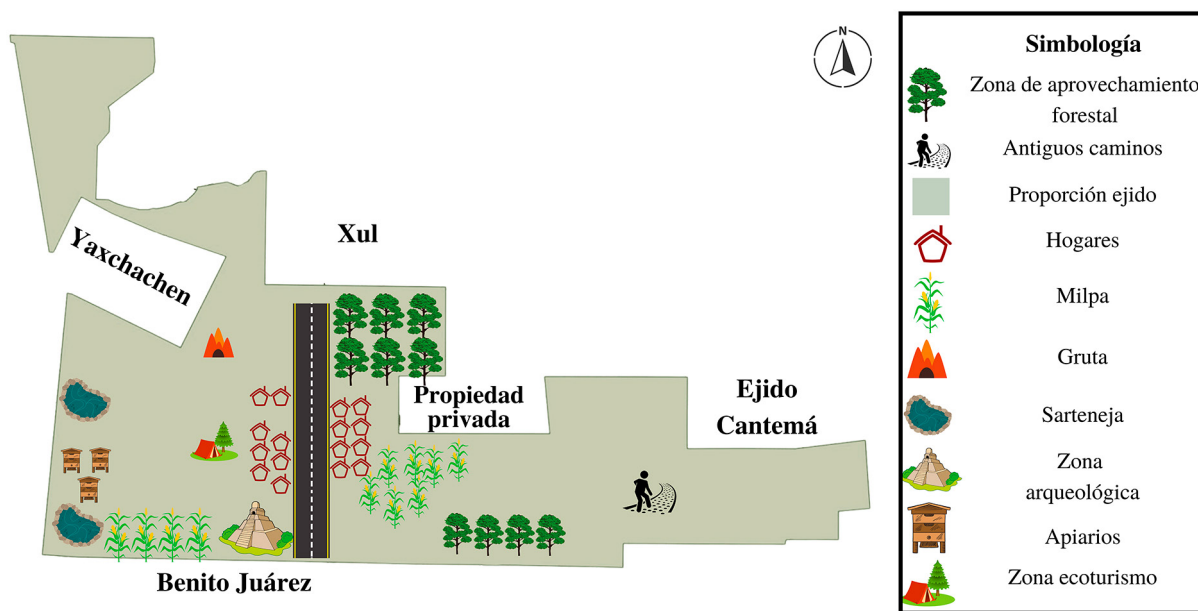 N
Xul
Yaxchachen
Propiedad
privada
Ejido
Cantemá
Benito Juárez
Simbología
Zona de aprovechamiento
forestal
Antiguos caminos
Proporción ejido
Hogares
Milpa
Gruta
Sarteneja
Zona
arqueológica
Apiarios
Zona ecoturismo